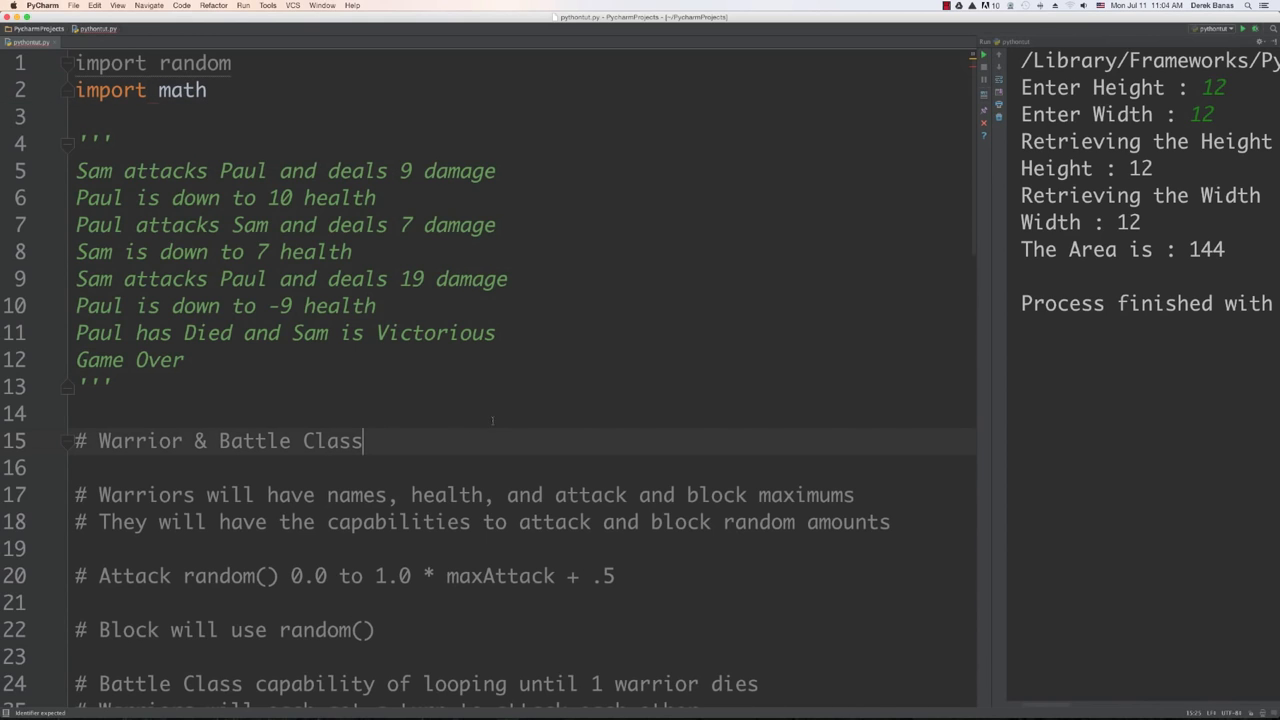 PyCharm File Edit View Navigate Code Refactor Run Tools VCS Window Help
Mon Jul 11 11:04 AM Derek Banas
pythontut.py - PycharmProjects - [~/PycharmProjects]
PycharmProjects pythontut.py
pythontut
pythontut.py
Run pythontut
1 import random
2 import math
3
4 '''
5 Sam attacks Paul and deals 9 damage
6 Paul is down to 10 health
7 Paul attacks Sam and deals 7 damage
8 Sam is down to 7 health
9 Sam attacks Paul and deals 19 damage
10 Paul is down to -9 health
11 Paul has Died and Sam is Victorious
12 Game Over
13 '''
14
15 # Warrior & Battle Class
16
17 # Warriors will have names, health, and attack and block maximums
18 # They will have the capabilities to attack and block random amounts
19
20 # Attack random() 0.0 to 1.0 * maxAttack + .5
21
22 # Block will use random()
23
24 # Battle Class capability of looping until 1 warrior dies
/Library/Frameworks/Py
Enter Height : 12
Enter Width : 12
Retrieving the Height
Height : 12
Retrieving the Width
Width : 12
The Area is : 144
Process finished with
Identifier expected
15:25 LF UTF-8